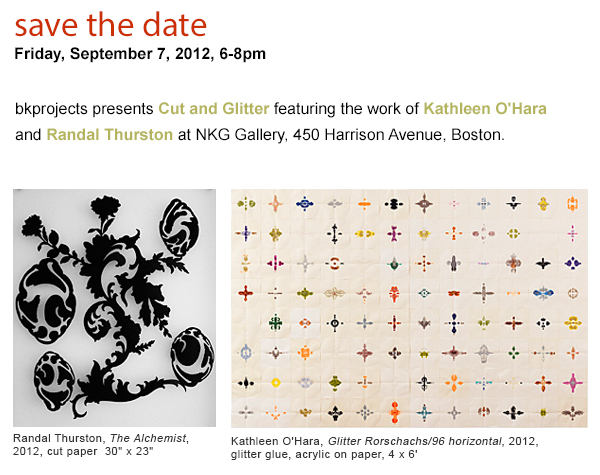 save the date
Friday, September 7, 2012, 6-8pm
bkprojects presents Cut and Glitter featuring the work of Kathleen O'Hara
and Randal Thurston at NKG Gallery, 450 Harrison Avenue, Boston.
Randal Thurston, The Alchemist,
2012, cut paper  30" x 23"
Kathleen O'Hara, Glitter Rorschachs/96 horizontal, 2012,
glitter glue, acrylic on paper, 4 x 6'